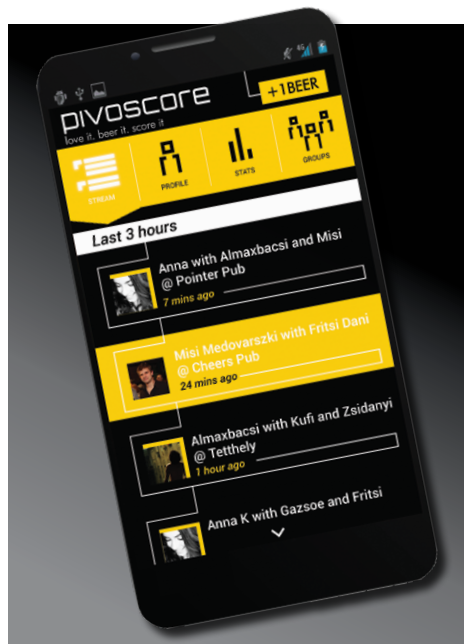 4G
pivoscore
love it. beer it. score it
+1BEER
STREAM
PROFILE
STATS
GROUPS
Last 3 hours
Anna with Almaxbacsi and Misi
@ Pointer Pub
7 mins ago
Misi Medovarszki with Fritsi Dani
@ Cheers Pub
24 mins ago
Almaxbacsi with Kufi and Zsidanyi
@ Tetthely
1 hour ago
Anna K with Gazsoe and Fritsi